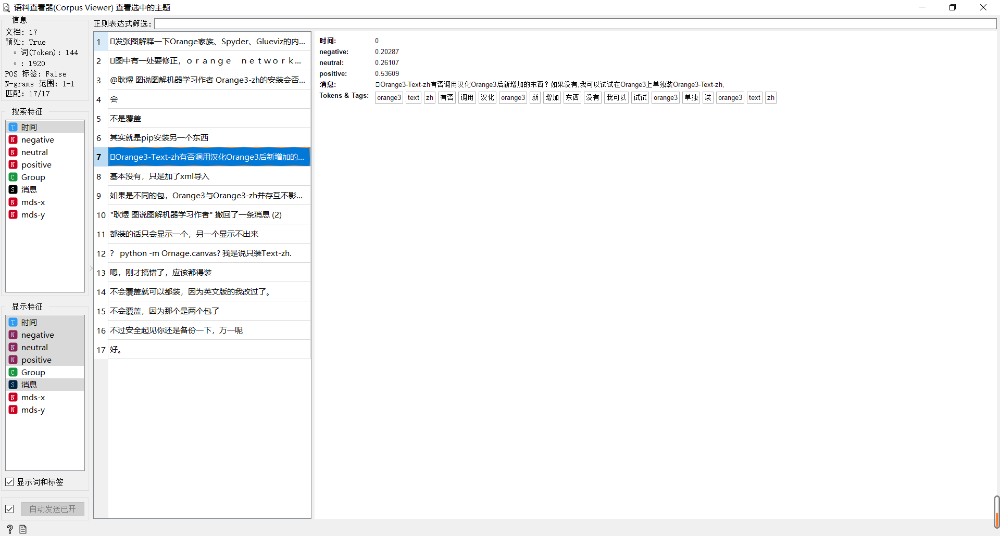 语料查看器(Corpus Viewer) 查看选中的主题
信息
文档: 17
预处: True
◦ 词(Token): 144
◦ : 1920
POS 标签: False
N-grams 范围: 1-1
匹配: 17/17
搜索特征
T 时间
N negative
N neutral
N positive
C Group
S 消息
N mds-x
N mds-y
显示特征
T 时间
N negative
N neutral
N positive
C Group
S 消息
N mds-x
N mds-y
显示词和标签
自动发送已开
正则表达式筛选:
1 发张图解释一下Orange家族、Spyder、Glueviz的内...
2 图中有一处要修正，ｏｒａｎｇｅ　ｎｅｔｗｏｒｋ...
3 @耿煜 图说图解机器学习作者 Orange3-zh的安装会否...
4 会
5 不是覆盖
6 其实就是pip安装另一个东西
7 Orange3-Text-zh有否调用汉化Orange3后新增加的...
8 基本没有，只是加了xml导入
9 如果是不同的包，Orange3与Orange3-zh并存互不影...
10 "耿煜 图说图解机器学习作者" 撤回了一条消息 (2)
11 都装的话只会显示一个，另一个显示不出来
12 ？ python -m Ornage.canvas? 我是说只装Text-zh.
13 嗯，刚才搞错了，应该都得装
14 不会覆盖就可以都装，因为英文版的我改过了。
15 不会覆盖，因为那个是两个包了
16 不过安全起见你还是备份一下，万一呢
17 好。
时间: 0
negative: 0.20287
neutral: 0.26107
positive: 0.53609
消息: Orange3-Text-zh有否调用汉化Orange3后新增加的东西？如果没有,我可以试试在Orange3上单独装Orange3-Text-zh,
Tokens & Tags: orange3 text zh 有否 调用 汉化 orange3 新 增加 东西 没有 我可以 试试 orange3 单独 装 orange3 text zh